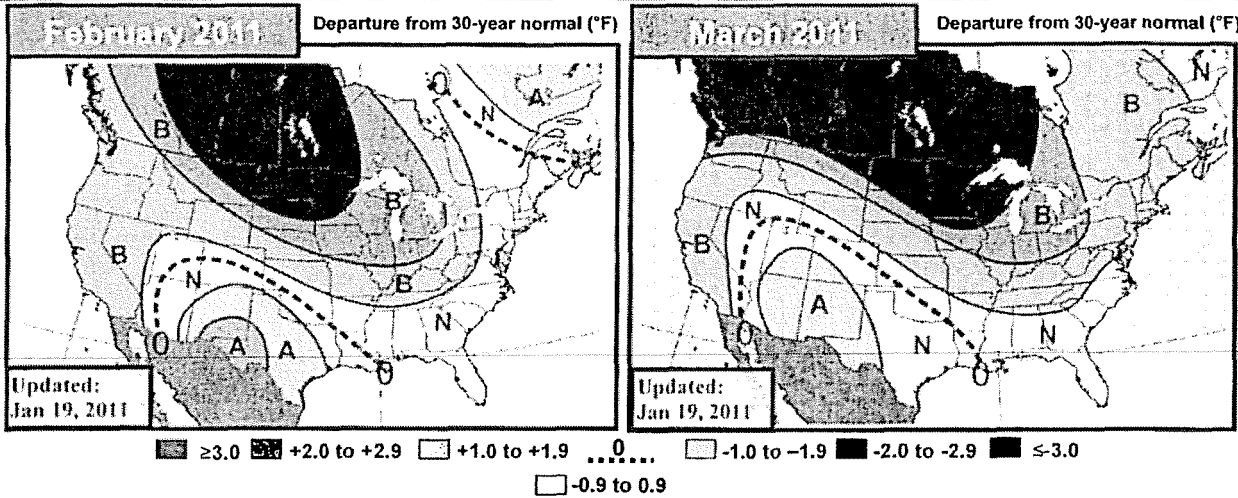 February 2011
Departure from 30-year normal (°F)
A
N
B
B
B
B
N
N
A
A
0
0
0
Updated:
Jan 19, 2011
March 2011
Departure from 30-year normal (°F)
N
B
N
B
B
A
N
N
0
0
Updated:
Jan 19, 2011
≥3.0
+2.0 to +2.9
+1.0 to +1.9
0
-1.0 to –1.9
-2.0 to -2.9
≤-3.0
-0.9 to 0.9